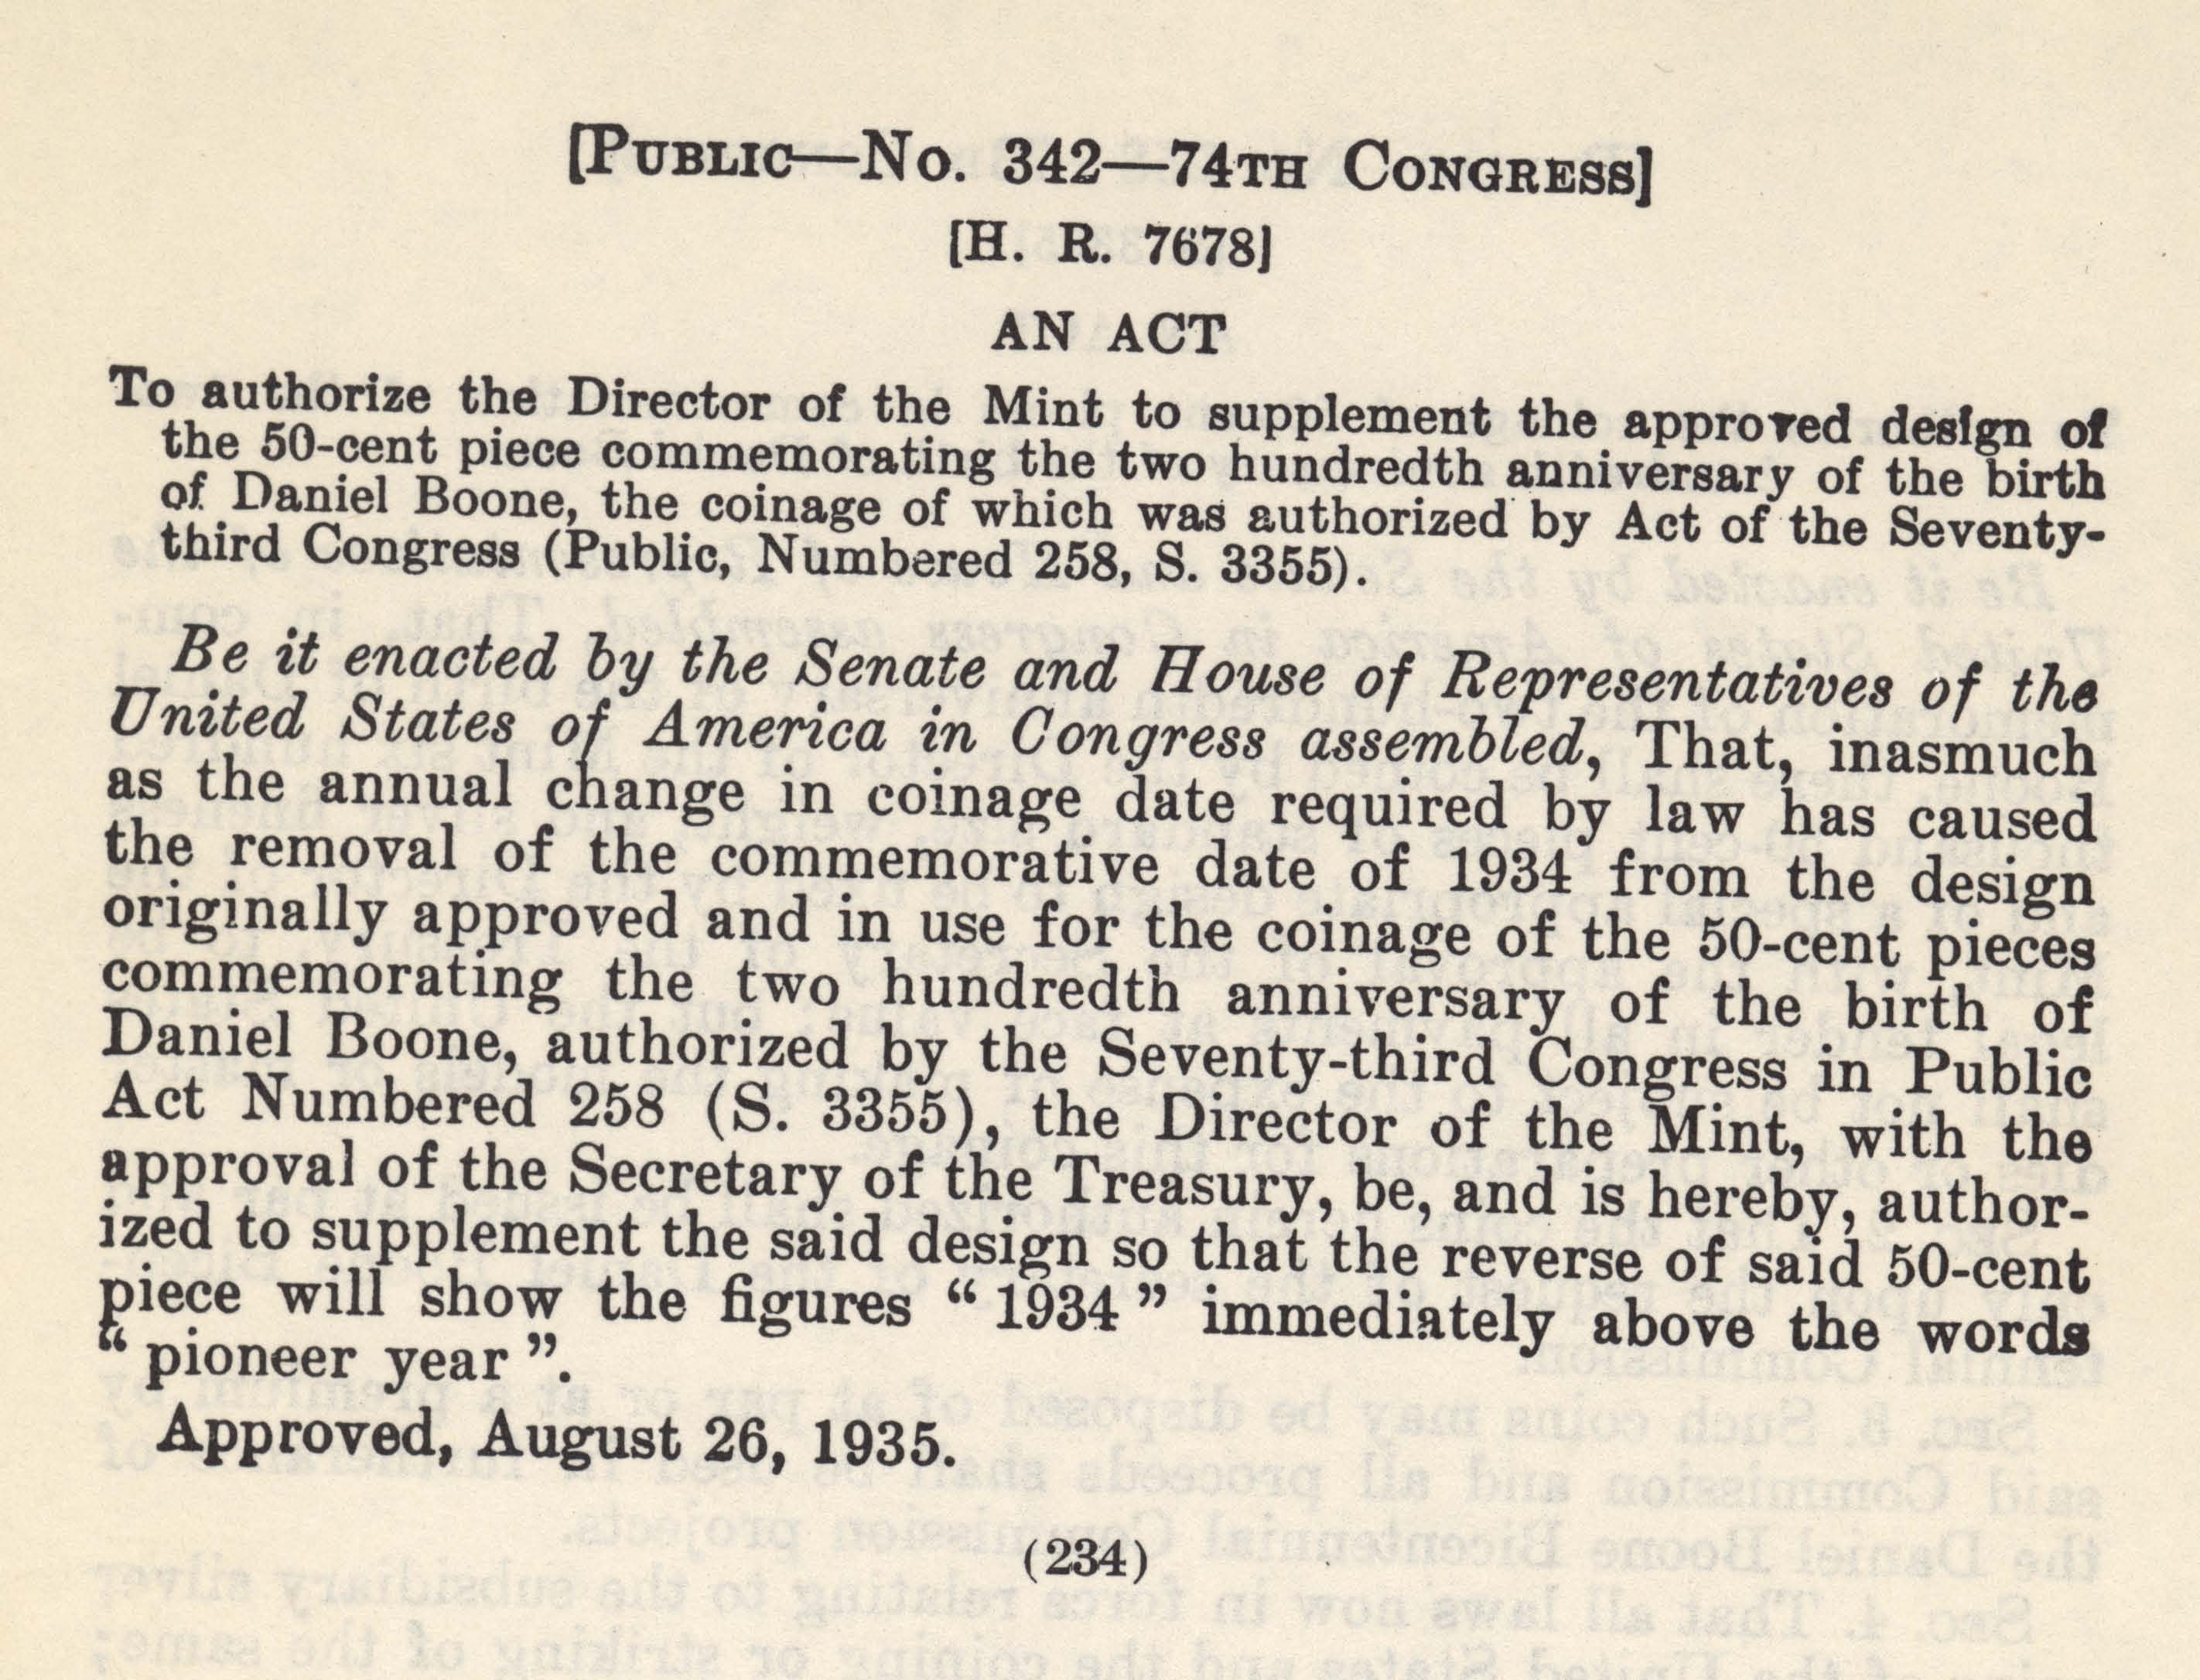 [PUBLIC—No. 342—74TH CONGRESS]
[H. R. 7678]
AN ACT
To authorize the Director of the Mint to supplement the approved design of
the 50-cent piece commemorating the two hundredth anniversary of the birth
of Daniel Boone, the coinage of which was authorized by Act of the Seventy-
third Congress (Public, Numbered 258, S. 3355).
Be it enacted by the Senate and House of Representatives of the
United States of America in Congress assembled, That, inasmuch
as the annual change in coinage date required by law has caused
the removal of the commemorative date of 1934 from the design
originally approved and in use for the coinage of the 50-cent pieces
commemorating the two hundredth anniversary of the birth of
Daniel Boone, authorized by the Seventy-third Congress in Public
Act Numbered 258 (S. 3355), the Director of the Mint, with the
approval of the Secretary of the Treasury, be, and is hereby, author-
ized to supplement the said design so that the reverse of said 50-cent
piece will show the figures “ 1934 ” immediately above the words
“ pioneer year ”.
Approved, August 26, 1935.
(234)